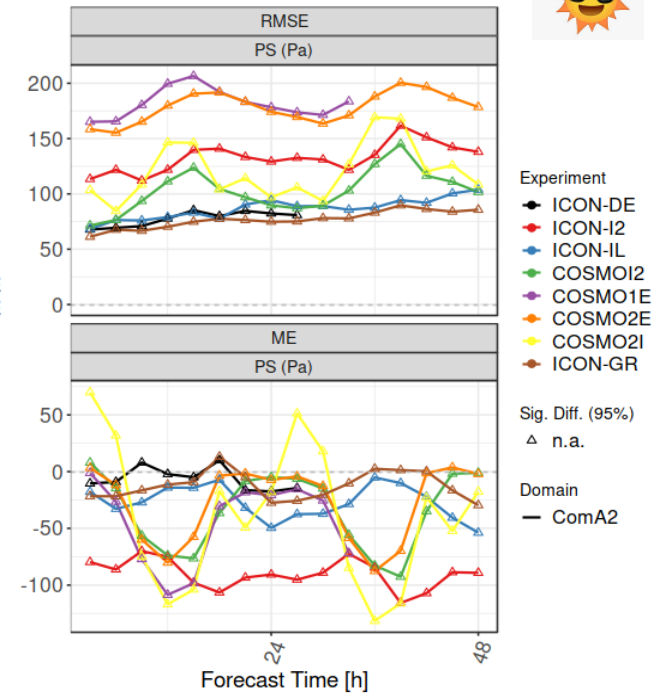 RMSE
PS (Pa)
200
150
100
50
0
ME
PS (Pa)
50
0
-50
-100
24
48
Forecast Time [h]
Experiment
ICON-DE
ICON-I2
ICON-IL
COSMOI2
COSMO1E
COSMO2E
COSMO2I
ICON-GR
Sig. Diff. (95%)
n.a.
Domain
ComA2